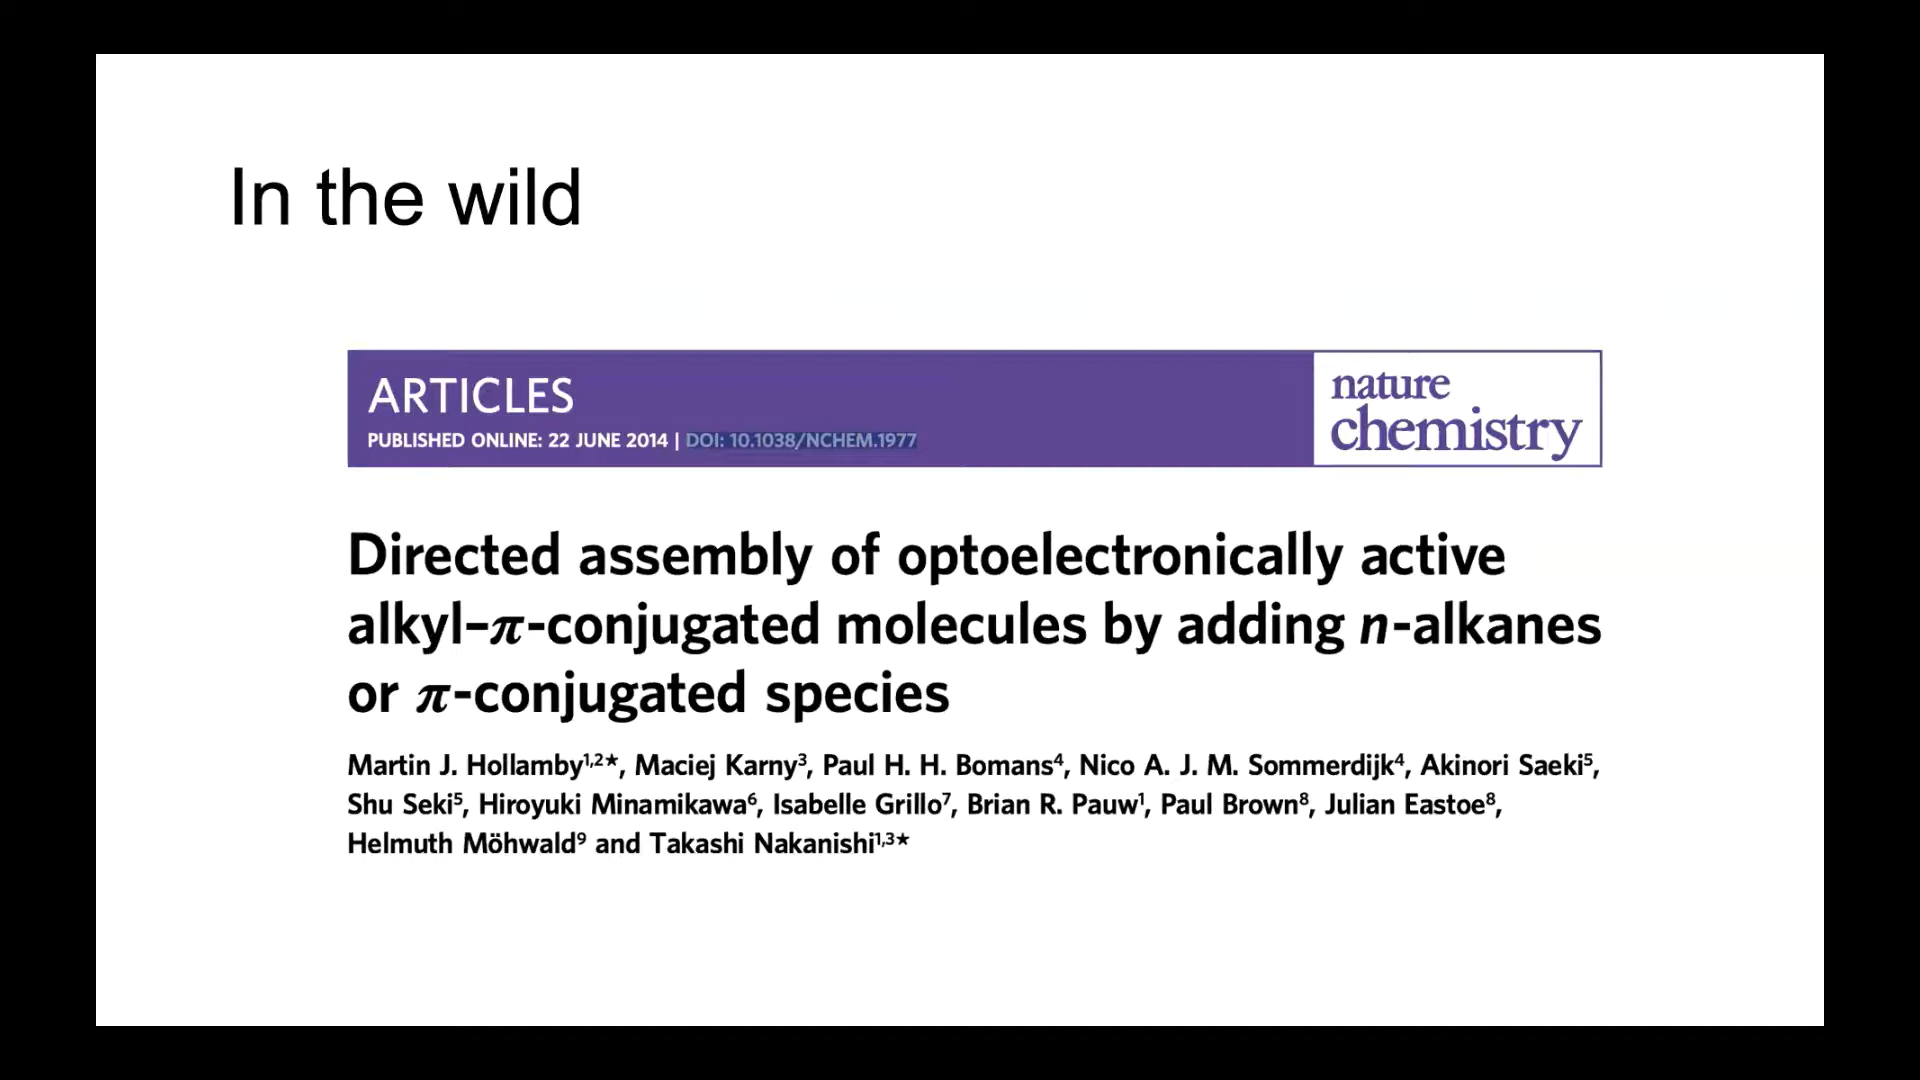 In the wild
ARTICLES
PUBLISHED ONLINE: 22 JUNE 2014 | DOI: 10.1038/NCHEM.1977
nature
chemistry
Directed assembly of optoelectronically active
alkyl–π-conjugated molecules by adding n-alkanes
or π-conjugated species
Martin J. Hollamby1,2★, Maciej Karny3, Paul H. H. Bomans4, Nico A. J. M. Sommerdijk4, Akinori Saeki5,
Shu Seki5, Hiroyuki Minamikawa6, Isabelle Grillo7, Brian R. Pauw1, Paul Brown8, Julian Eastoe8,
Helmuth Möhwald9 and Takashi Nakanishi1,3★